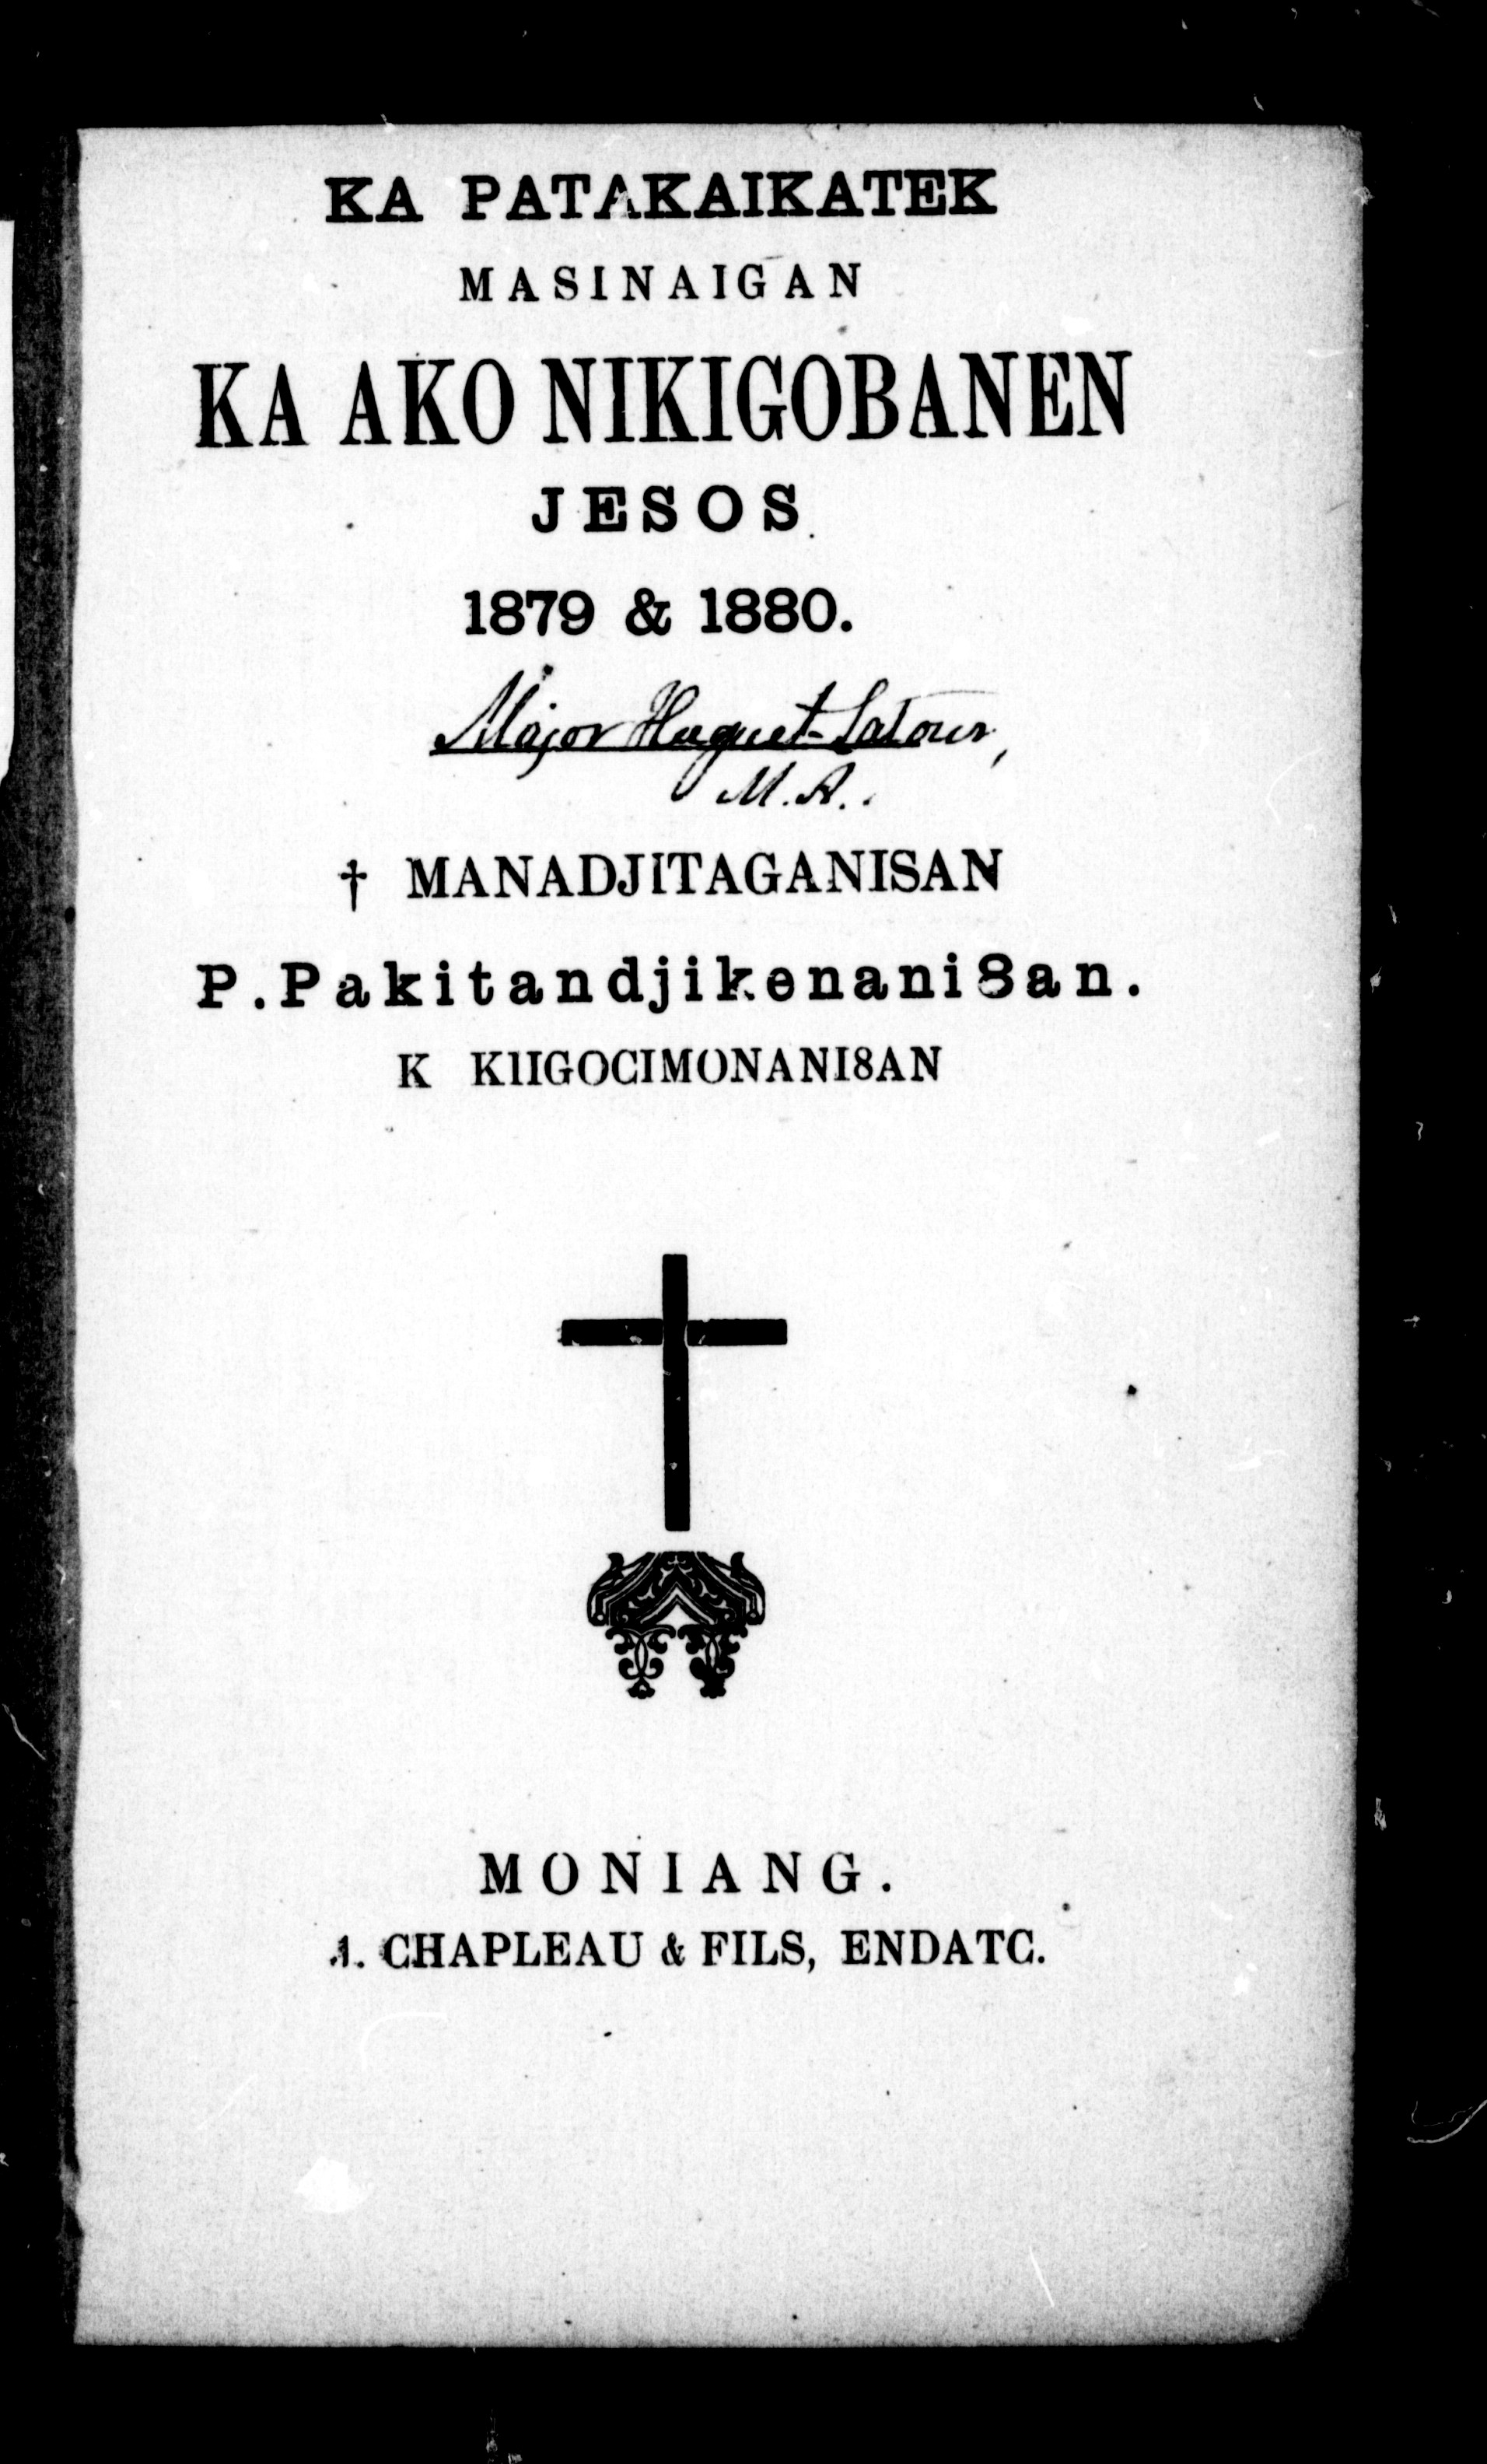 KA PATAKAIKATEK
MASINAIGAN
KA AKO NIKIGOBANEN
JESOS
1879 & 1880.
Major Huguet-Latour,
M.A.
† MANADJITAGANISAN
P.Pakitandjikenani8an.
K KIIGOCIMONANI8AN
MONIANG.
A. CHAPLEAU & FILS, ENDATC.